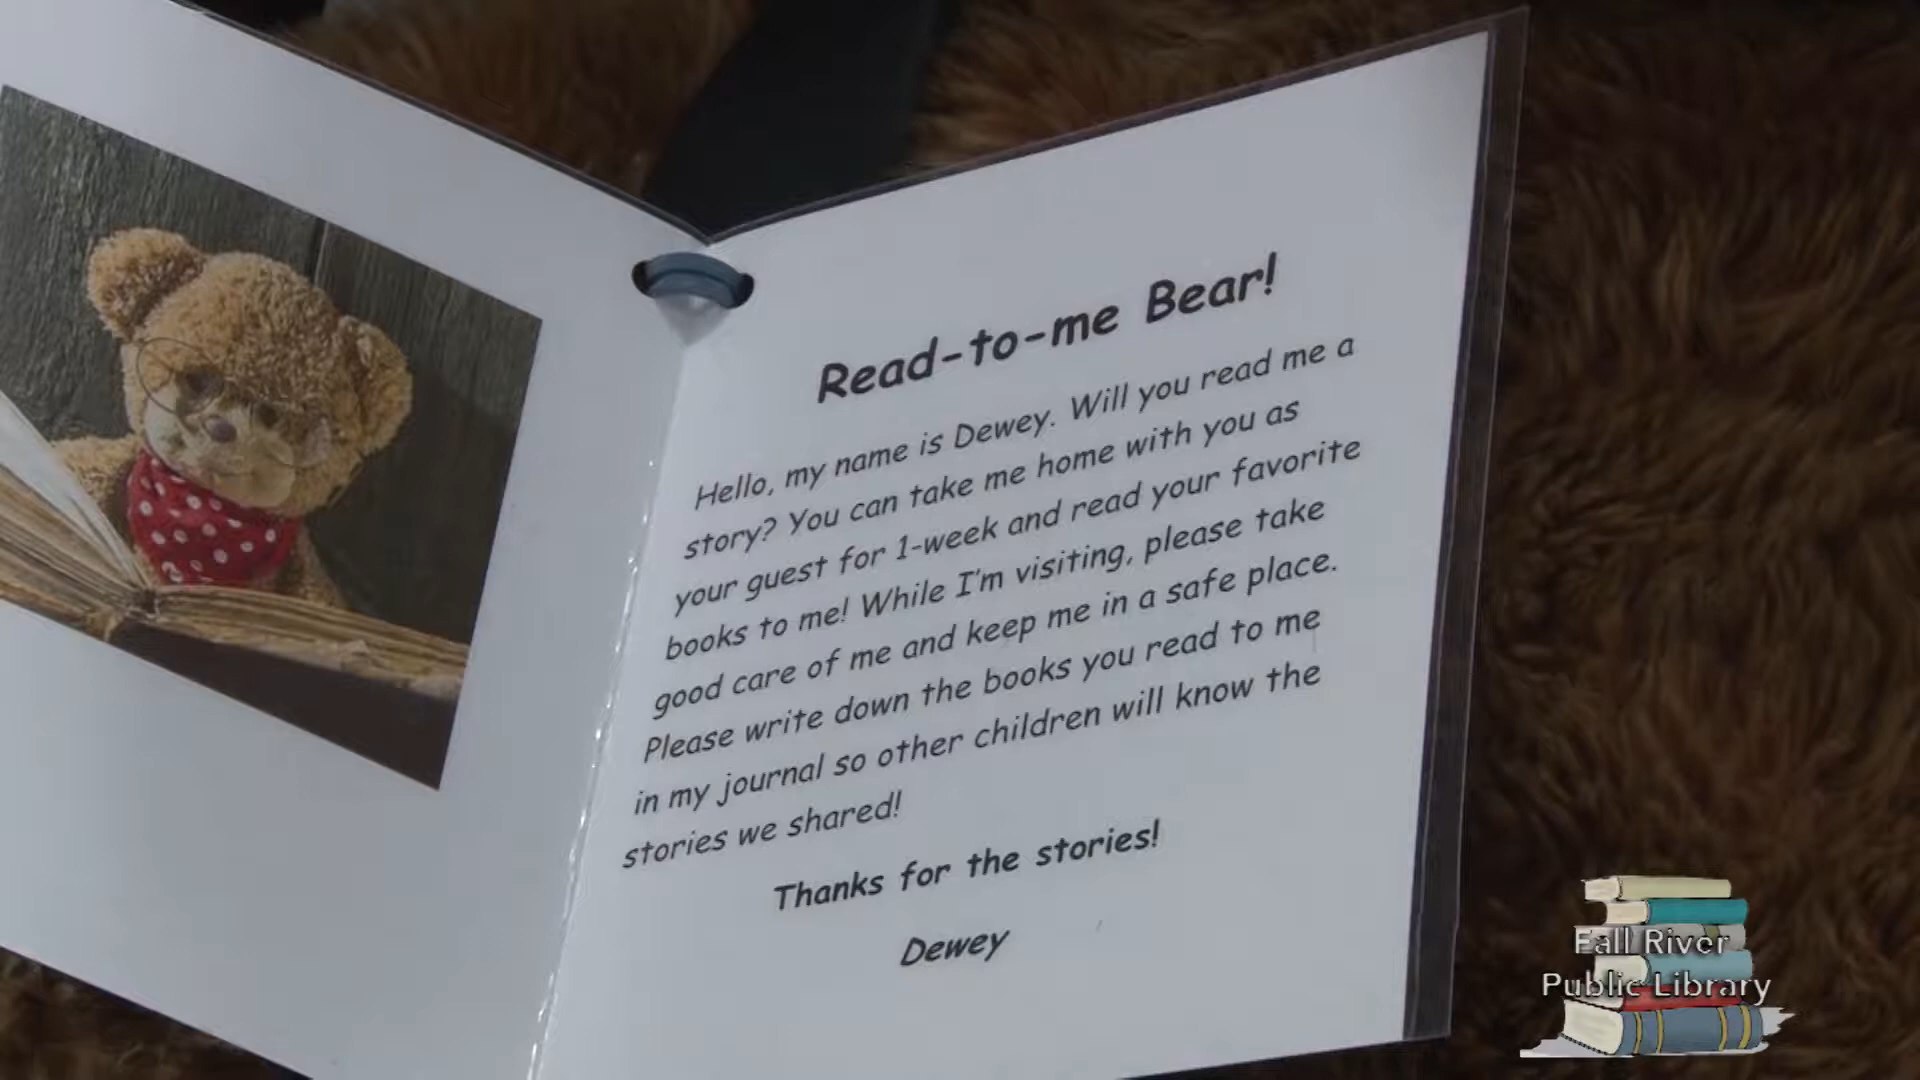 Read-to-me Bear!
Hello, my name is Dewey. Will you read me a
story? You can take me home with you as
your guest for 1-week and read your favorite
books to me! While I'm visiting, please take
good care of me and keep me in a safe place.
Please write down the books you read to me
in my journal so other children will know the
stories we shared!
Thanks for the stories!
Dewey
Fall River
Public Library